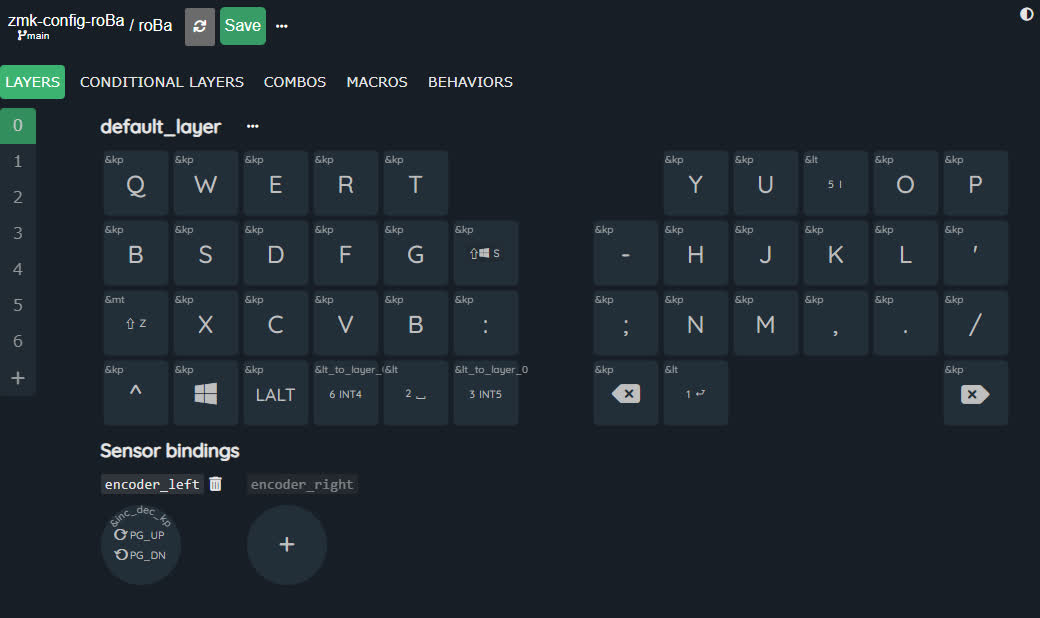 zmk-config-roBa / roBa Save ···
main
LAYERS CONDITIONAL LAYERS COMBOS MACROS BEHAVIORS
0
1
2
3
4
5
6
+
default_layer ···
&kp &kp &kp &kp &kp &kp &kp &lt &kp &kp
Q W E R T Y U 5 I O P
&kp &kp &kp &kp &kp &kp &kp &kp &kp &kp &kp &kp
B S D F G ⇧ S - H J K L '
&mt &kp &kp &kp &kp &kp &kp &kp &kp &kp &kp &kp
⇧ Z X C V B : ; N M , . /
&kp &kp &kp &lt_to_layer_0 &lt &lt_to_layer_0 &kp &lt &kp
^ LALT 6 INT4 2 ⎵ 3 INT5 ⌫ 1 ⏎ ⌦
Sensor bindings
encoder_left encoder_right
&inc_dec_kp
PG_UP
PG_DN
+